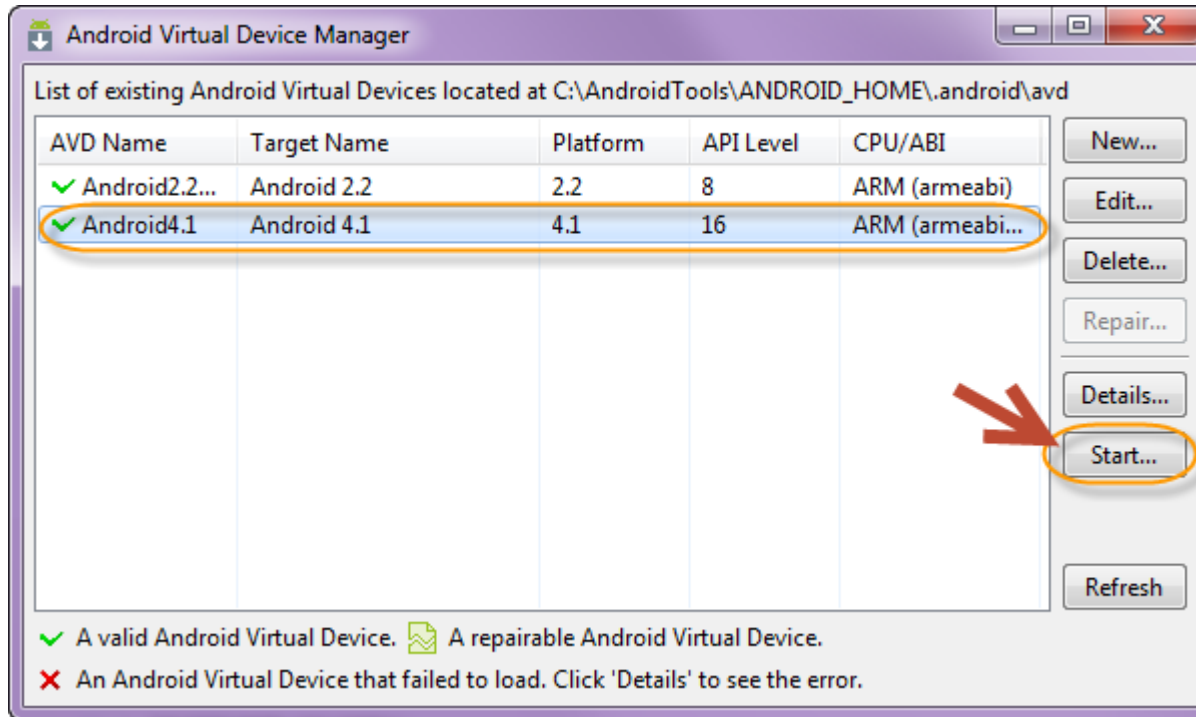 Android Virtual Device Manager
List of existing Android Virtual Devices located at C:\AndroidTools\ANDROID_HOME\.android\avd
AVD Name Target Name Platform API Level CPU/ABI
Android2.2... Android 2.2 2.2 8 ARM (armeabi)
Android4.1 Android 4.1 4.1 16 ARM (armeabi...
New...
Edit...
Delete...
Repair...
Details...
Start...
Refresh
A valid Android Virtual Device. A repairable Android Virtual Device.
An Android Virtual Device that failed to load. Click 'Details' to see the error.